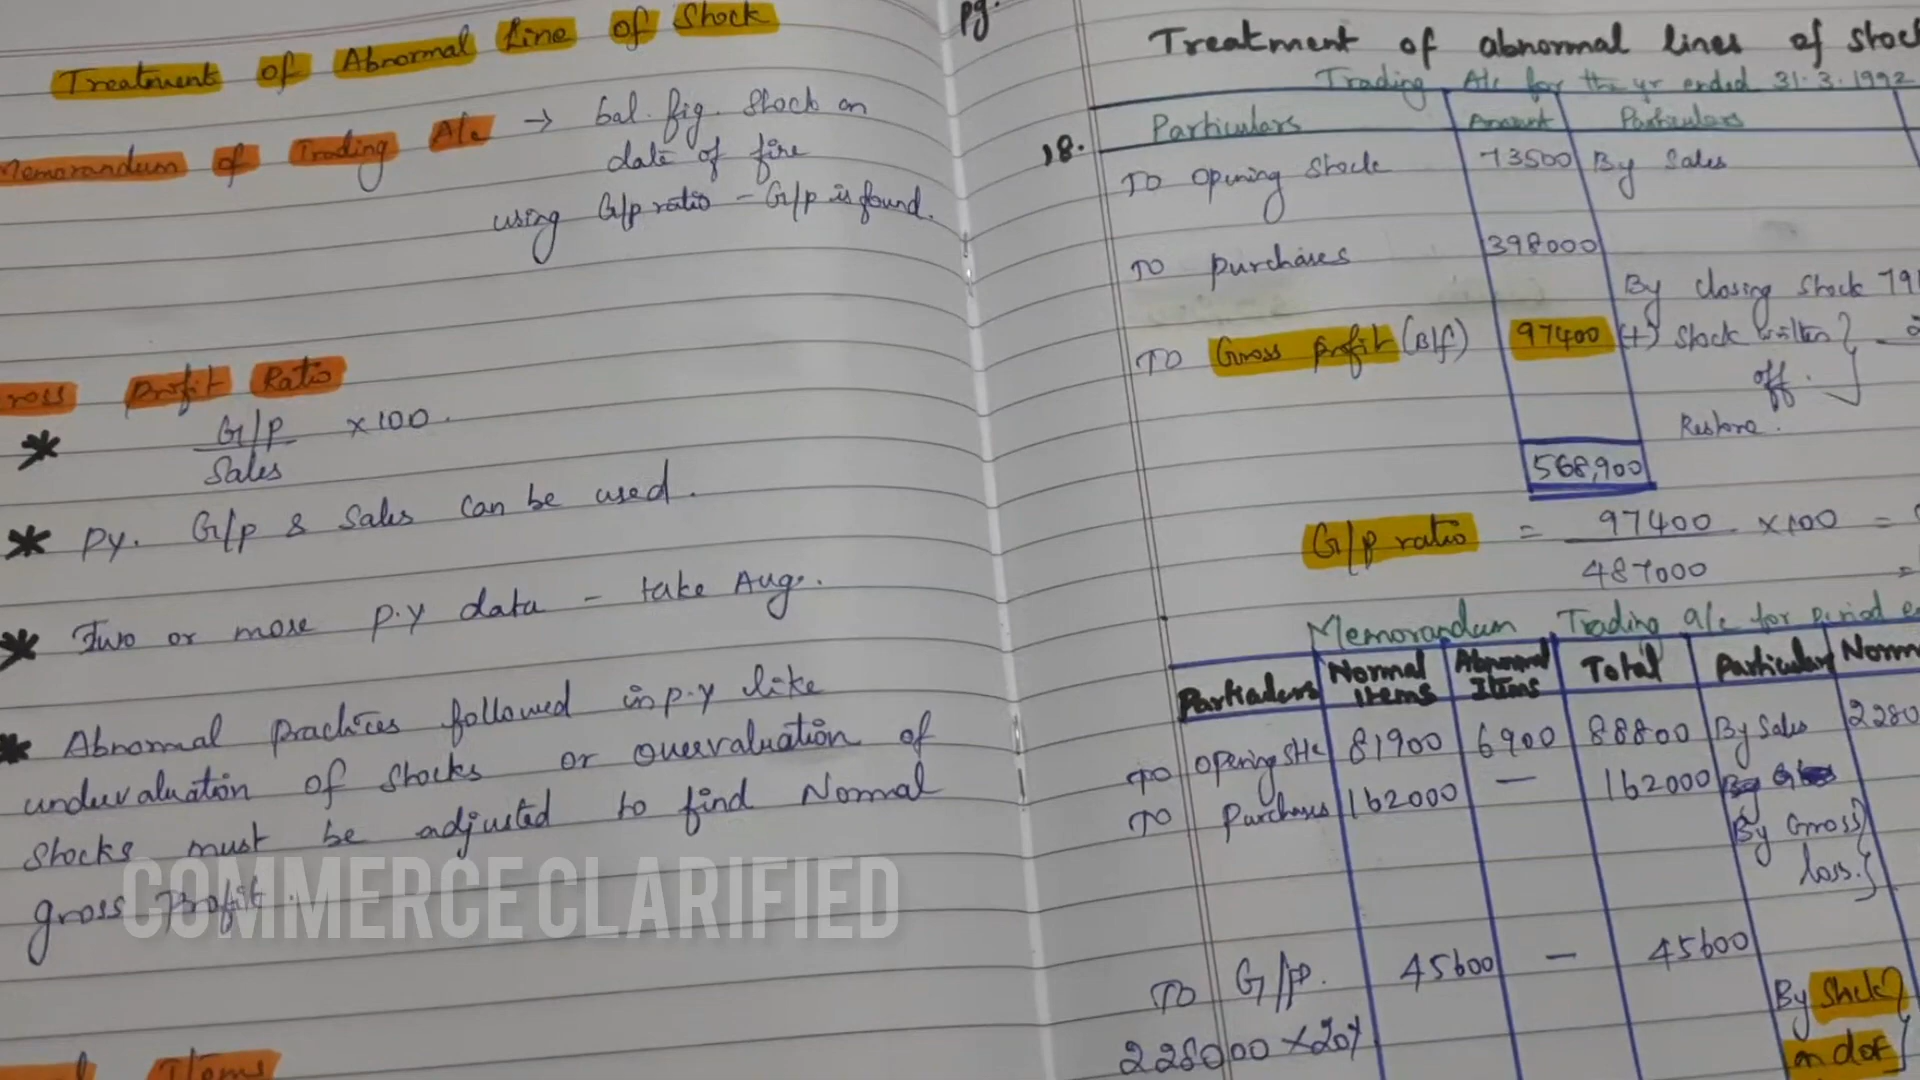 Treatment of Abnormal Line of Stock
Memorandum of Trading A/c → bal. fig. Stock on
date of fire
using G/p ratio - G/p is found.
ross Profit Ratio
* G/P x100.
Sales
* PY. G/P & Sales can be used.
* Two or more P.Y data - take Avg.
* Abnormal Practices followed in p.y like
undervaluation of Stocks or overvaluation of
Stocks must be adjusted to find Normal
gross Profit.
COMMERCE CLARIFIED
Items
Pg.
Treatment of abnormal lines of stoc
Trading A/c for the yr ended 31.3.1992
18.
Particulars Amount Particulars
To Opening Stock 73500 By Sales
To purchases 398000
By closing Stock 791
To Gross Profit (B/f) 97400 (+) Stock written
off.
Restore.
568,900
G/p ratio = 97400 x100 =
487000 =
Memorandum Trading a/c for period e
Particulars Normal Items Abnormal Items Total Particular Norm
To Opening Stk 81900 6900 88800 By Sales 2280
To Purchases 162000 — 162000
By Gross
loss.
To G/P. 45600 — 45600
By Stock
on dof
228000 x 20%